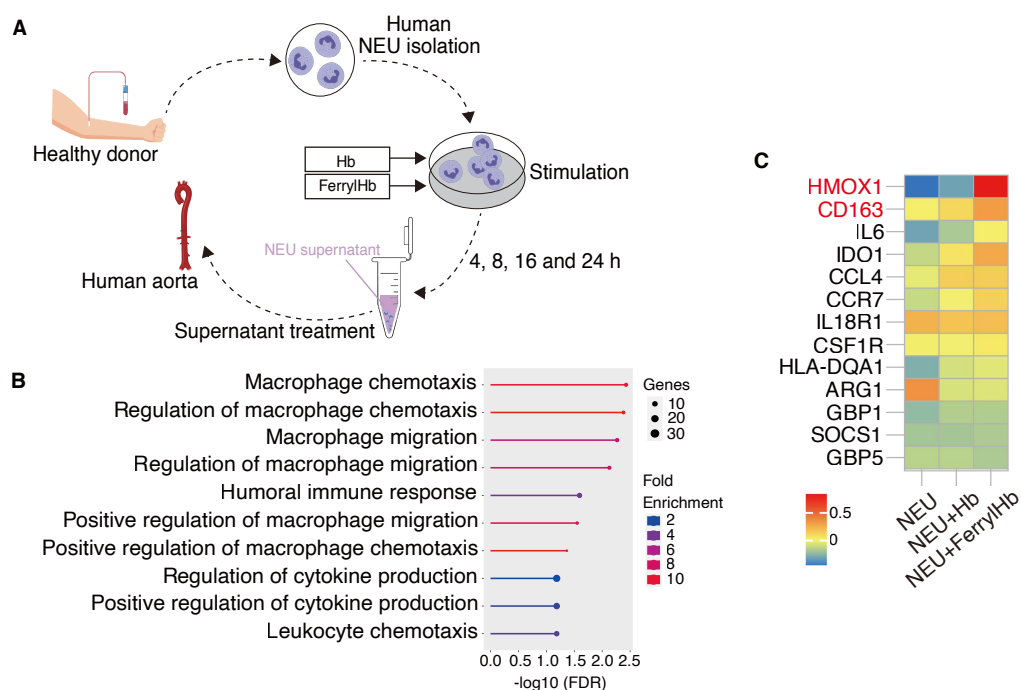 A
Human
NEU isolation
Healthy donor
Hb
FerrylHb
Stimulation
NEU supernatant
4, 8, 16 and 24 h
Human aorta
Supernatant treatment
B
Macrophage chemotaxis
Regulation of macrophage chemotaxis
Macrophage migration
Regulation of macrophage migration
Humoral immune response
Positive regulation of macrophage migration
Positive regulation of macrophage chemotaxis
Regulation of cytokine production
Positive regulation of cytokine production
Leukocyte chemotaxis
0.0 0.5 1.0 1.5 2.0 2.5
-log10 (FDR)
Genes
10
20
30
Fold
Enrichment
2
4
6
8
10
C
HMOX1
CD163
IL6
IDO1
CCL4
CCR7
IL18R1
CSF1R
HLA-DQA1
ARG1
GBP1
SOCS1
GBP5
0.5
0
NEU
NEU+Hb
NEU+FerrylHb